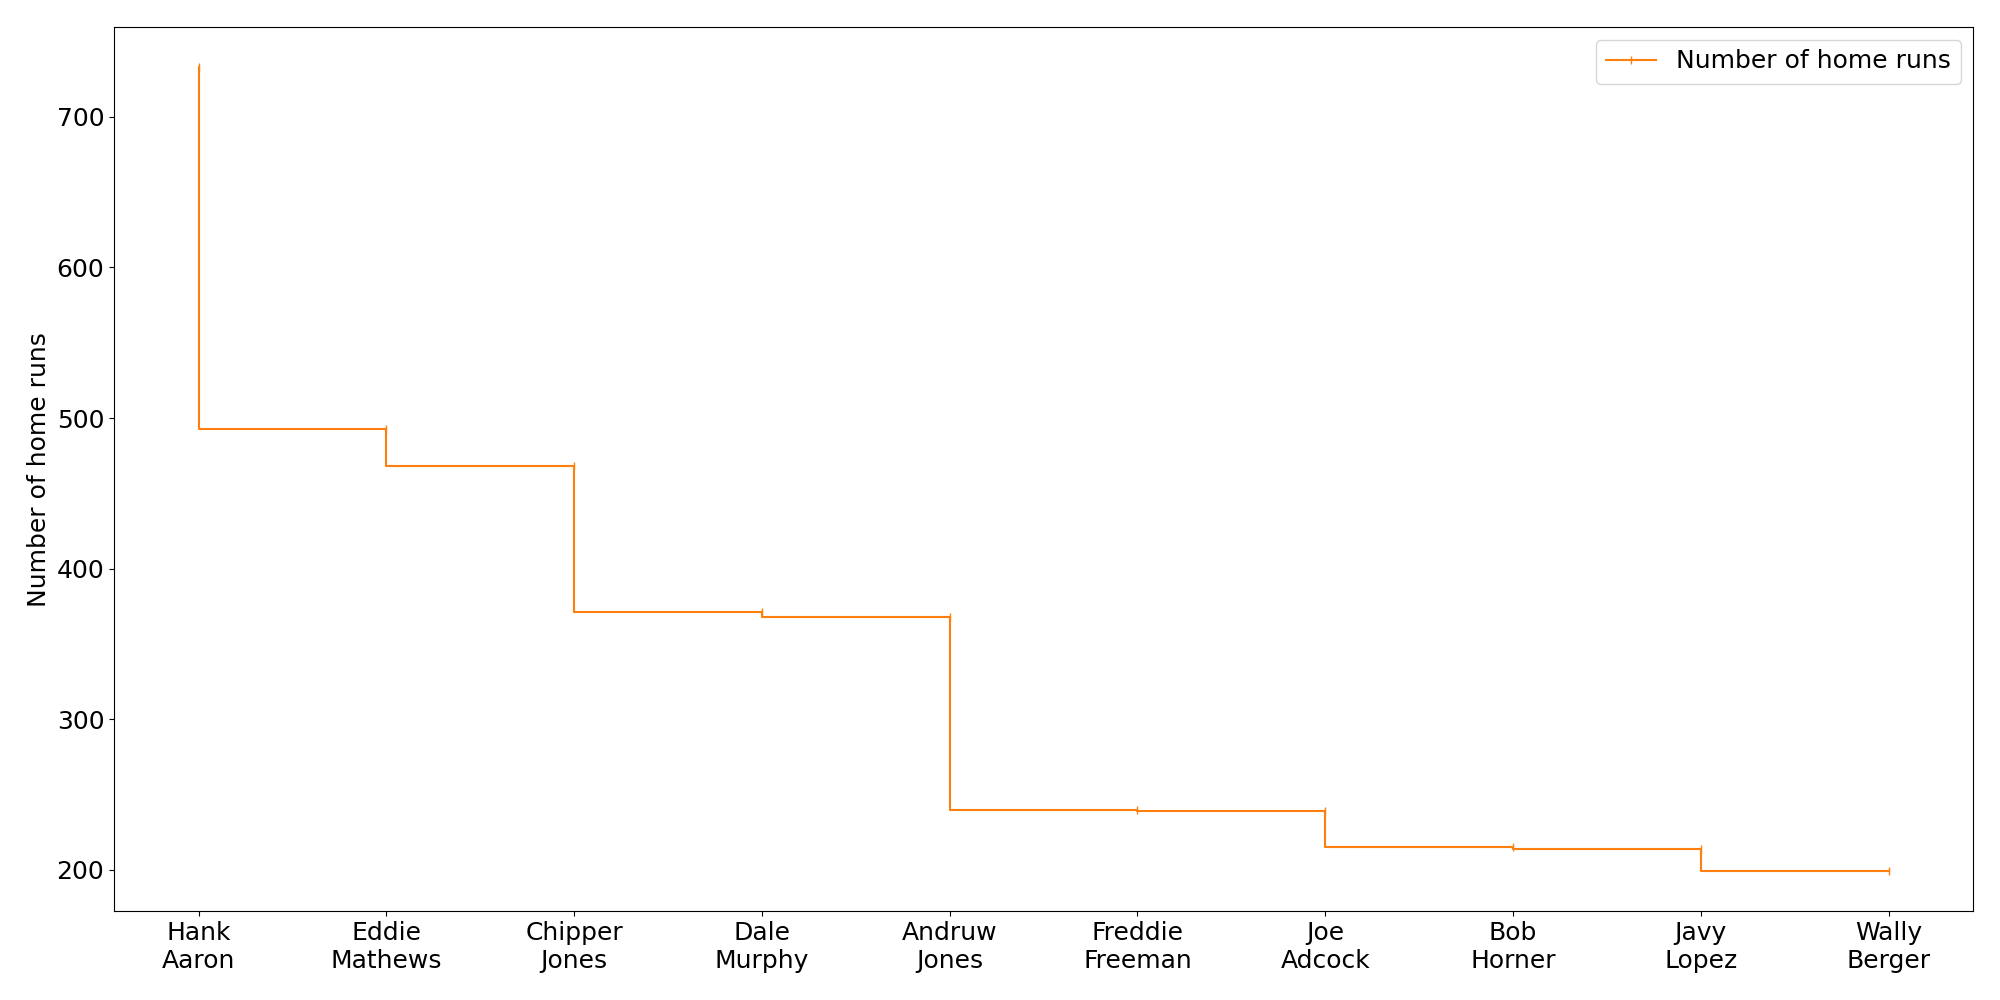 Number of home runs
700
600
500
400
300
200
Number of home runs
Hank
Aaron
Eddie
Mathews
Chipper
Jones
Dale
Murphy
Andruw
Jones
Freddie
Freeman
Joe
Adcock
Bob
Horner
Javy
Lopez
Wally
Berger